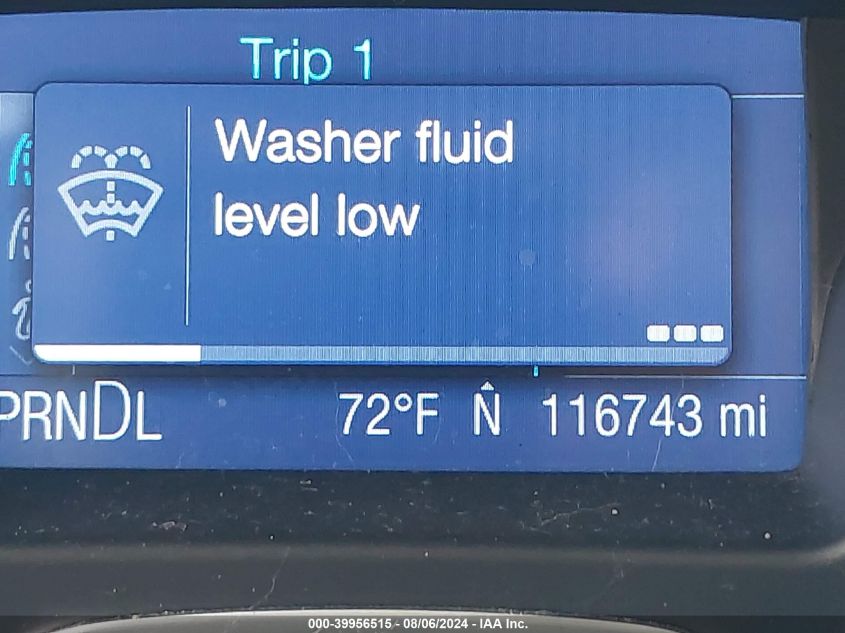 Trip 1
Washer fluid
level low
PRNDL 72°F N 116743 mi
000-39956515 - 08/06/2024 - IAA Inc.